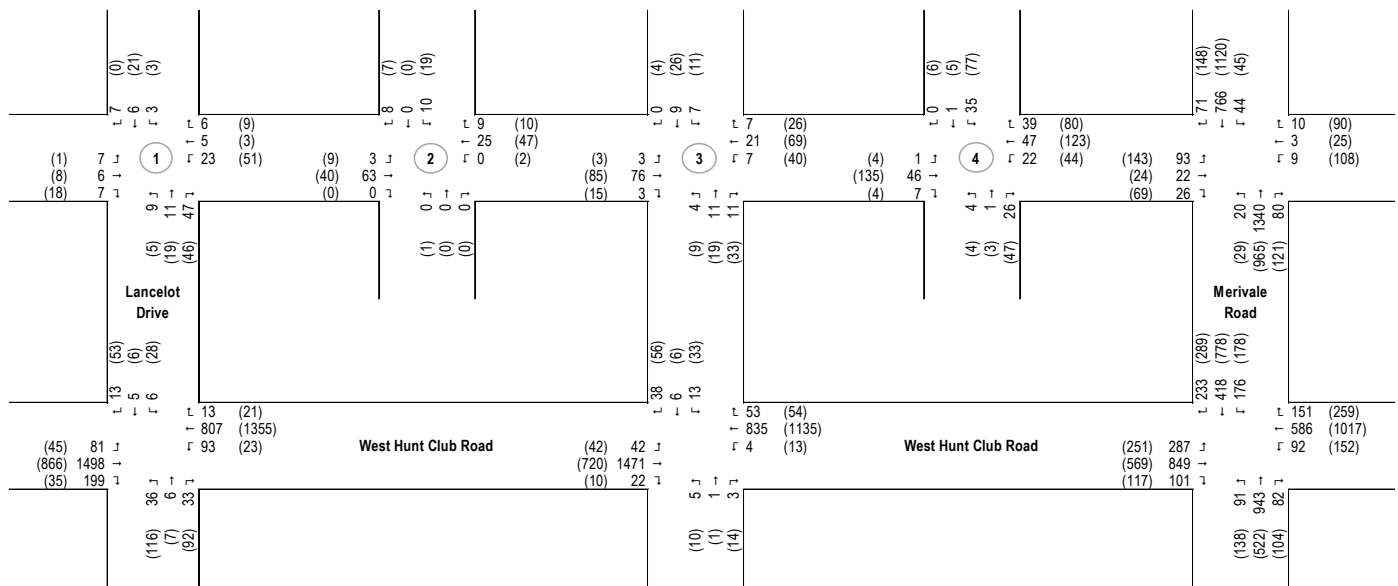 (0) (21) (3) (7) (0) (19) (4) (26) (11) (6) (5) (77) (148) (1120) (45)
7 6 3 8 0 10 0 9 7 0 1 35 71 766 44
6 (9) 9 (10) 7 (26) 39 (80) 10 (90)
(1) 7 1 5 (3) (9) 3 2 25 (47) (3) 3 3 21 (69) (4) 1 4 47 (123) (143) 93 3 (25)
(8) 6 23 (51) (40) 63 0 (2) (85) 76 7 (40) (135) 46 22 (44) (24) 22 9 (108)
(18) 7 (0) 0 (15) 3 (4) 7 (69) 26
9 11 47 0 0 0 4 11 11 4 1 26 20 1340 80
(5) (19) (46) (1) (0) (0) (9) (19) (33) (4) (3) (47) (29) (965) (121)
Lancelot Merivale
Drive Road
(53) (6) (28) (56) (6) (33) (289) (778) (178)
13 5 6 38 6 13 233 418 176
13 (21) 53 (54) 151 (259)
807 (1355) 835 (1135) 586 (1017)
(45) 81 93 (23) West Hunt Club Road (42) 42 4 (13) West Hunt Club Road (251) 287 92 (152)
(866) 1498 (720) 1471 (569) 849
(35) 199 (10) 22 (117) 101
36 6 33 5 1 3 91 943 82
(116) (7) (92) (10) (1) (14) (138) (522) (104)